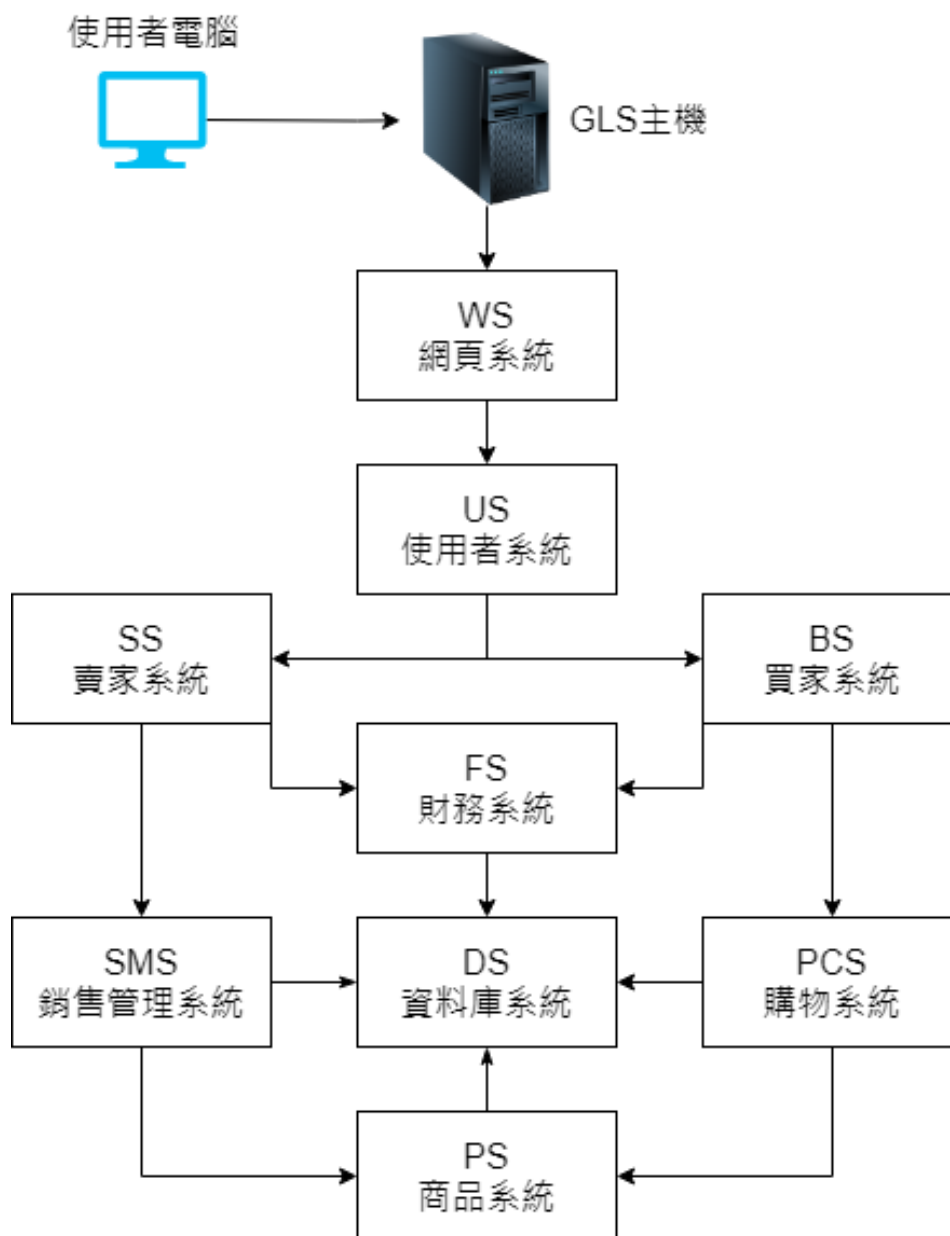 使用者電腦
GLS主機
WS
網頁系統
US
使用者系統
SS
賣家系統
BS
買家系統
FS
財務系統
SMS
銷售管理系統
DS
資料庫系統
PCS
購物系統
PS
商品系統